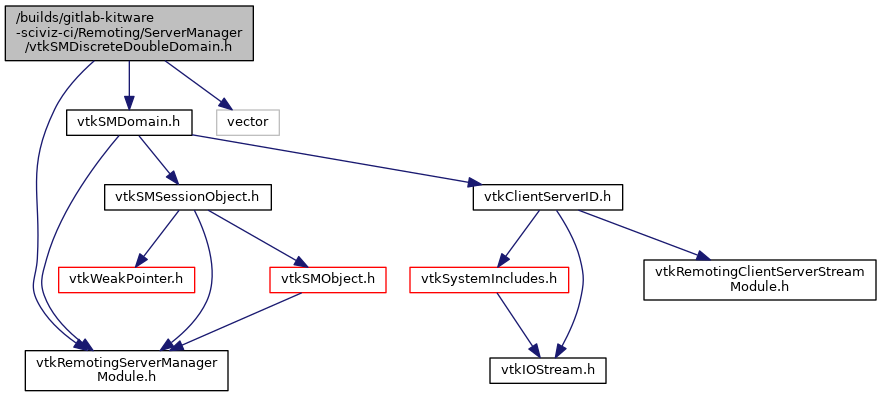 /builds/gitlab-kitware
-sciviz-ci/Remoting/ServerManager
/vtkSMDiscreteDoubleDomain.h
vtkSMDomain.h
vector
vtkSMSessionObject.h
vtkClientServerID.h
vtkWeakPointer.h
vtkSMObject.h
vtkSystemIncludes.h
vtkRemotingClientServerStream
Module.h
vtkRemotingServerManager
Module.h
vtkIOStream.h